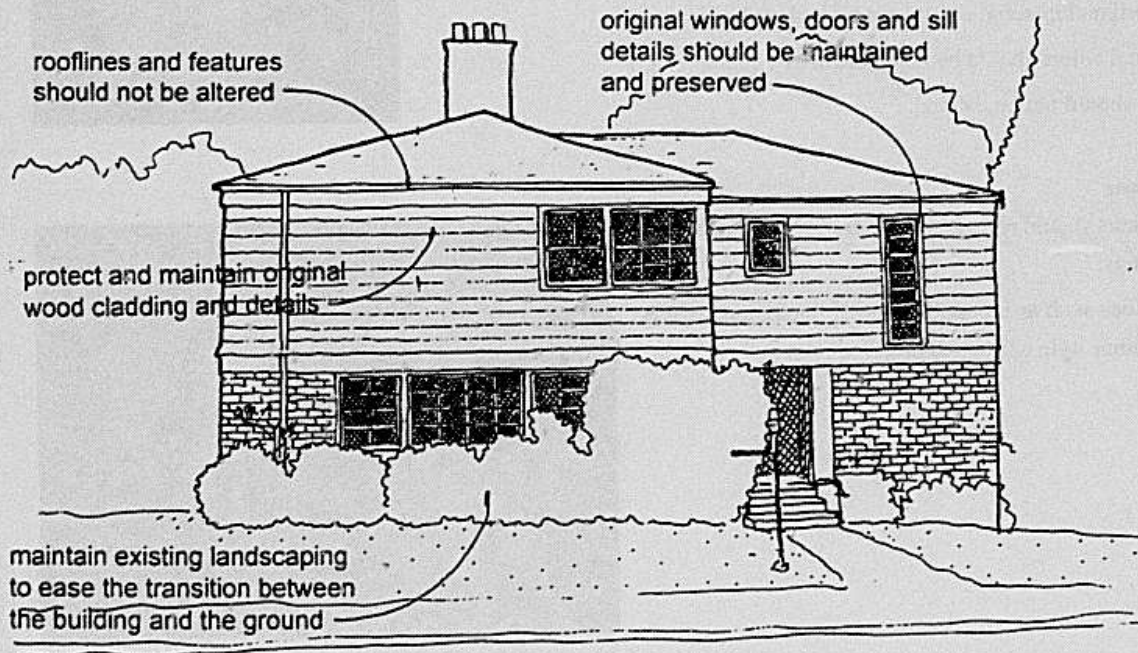 rooflines and features
should not be altered
original windows, doors and sill
details should be maintained
and preserved
protect and maintain original
wood cladding and details
maintain existing landscaping
to ease the transition between
the building and the ground